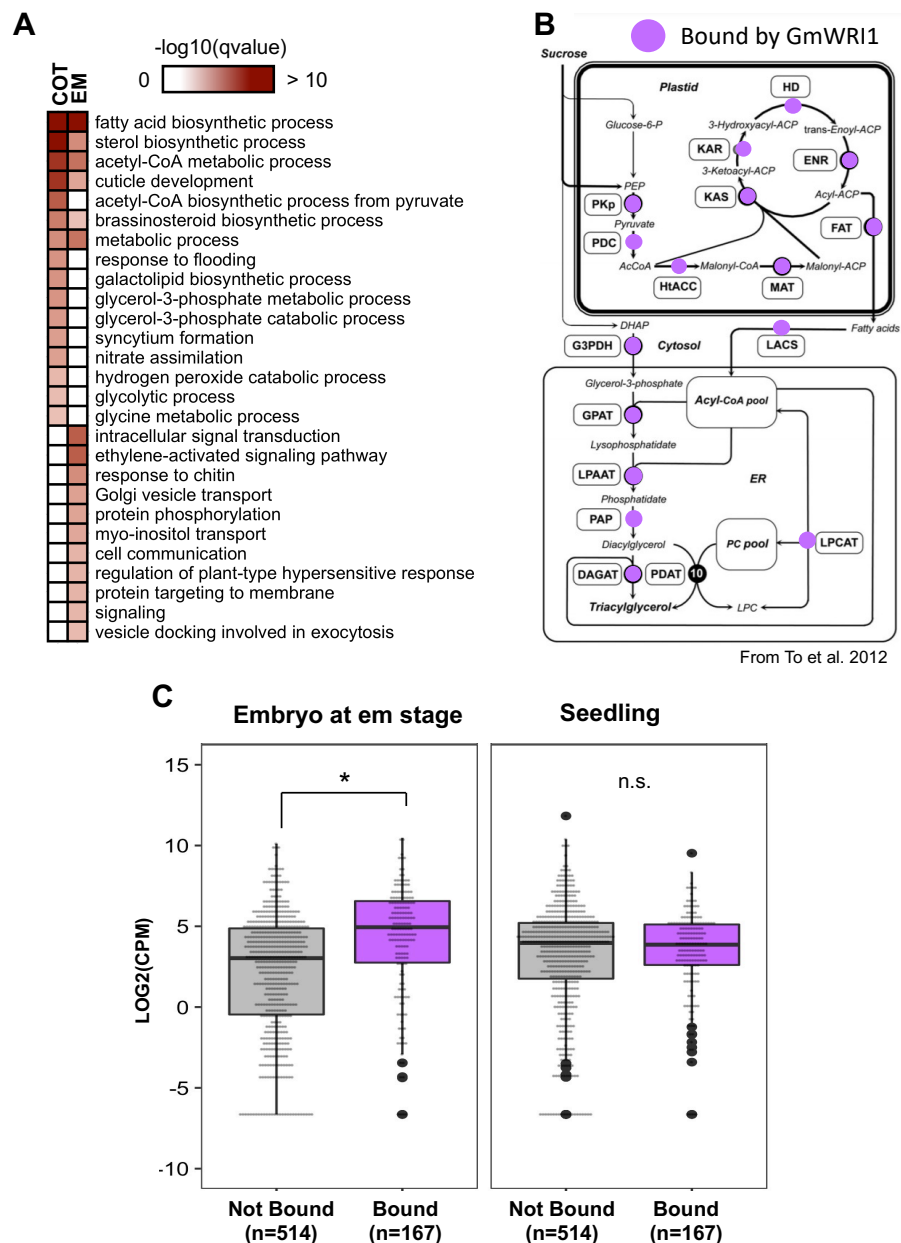 A
-log10(qvalue)
0
> 10
COT
EM
fatty acid biosynthetic process
sterol biosynthetic process
acetyl-CoA metabolic process
cuticle development
acetyl-CoA biosynthetic process from pyruvate
brassinosteroid biosynthetic process
metabolic process
response to flooding
galactolipid biosynthetic process
glycerol-3-phosphate metabolic process
glycerol-3-phosphate catabolic process
syncytium formation
nitrate assimilation
hydrogen peroxide catabolic process
glycolytic process
glycine metabolic process
intracellular signal transduction
ethylene-activated signaling pathway
response to chitin
Golgi vesicle transport
protein phosphorylation
myo-inositol transport
cell communication
regulation of plant-type hypersensitive response
protein targeting to membrane
signaling
vesicle docking involved in exocytosis
B
Bound by GmWRI1
Sucrose
Plastid
HD
Glucose-6-P
3-Hydroxyacyl-ACP
trans-Enoyl-ACP
KAR
ENR
3-Ketoacyl-ACP
PEP
KAS
Acyl-ACP
PKp
Pyruvate
FAT
PDC
AcCoA
Malonyl-CoA
Malonyl-ACP
HtACC
MAT
DHAP
Fatty acids
G3PDH
Cytosol
LACS
Glycerol-3-phosphate
Acyl-CoA pool
GPAT
Lysophosphatidate
LPAAT
ER
Phosphatidate
PAP
Diacylglycerol
PC pool
LPCAT
DAGAT
PDAT
10
Triacylglycerol
LPC
From To et al. 2012
C
Embryo at em stage
Seedling
LOG2(CPM)
15
10
5
0
-5
-10
*
n.s.
Not Bound
(n=514)
Bound
(n=167)
Not Bound
(n=514)
Bound
(n=167)